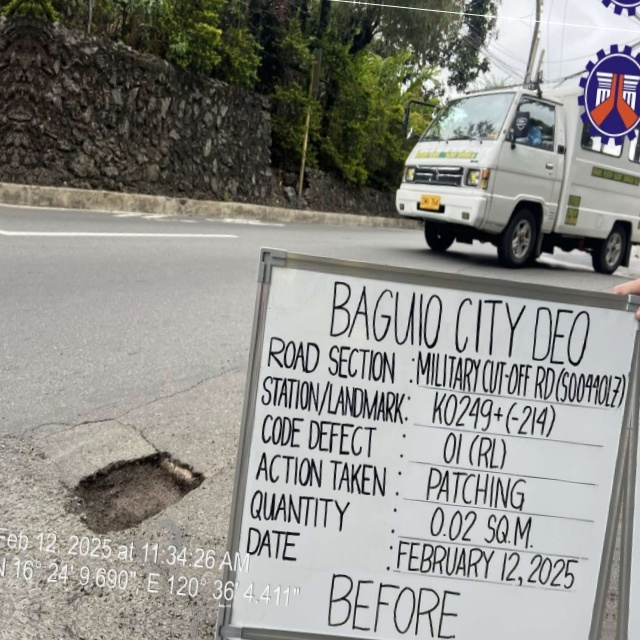 BAGUIO CITY DEO
ROAD SECTION : MILITARY CUT-OFF RD (S0044017)
STATION/LANDMARK: K0249+(-214)
CODE DEFECT : 01 (RL)
ACTION TAKEN : PATCHING
QUANTITY : 0.02 SQ.M.
DATE : FEBRUARY 12, 2025
BEFORE
Feb 12, 2025 at 11:34:26 AM
N 16° 24' 9.690", E 120° 36' 4.411"